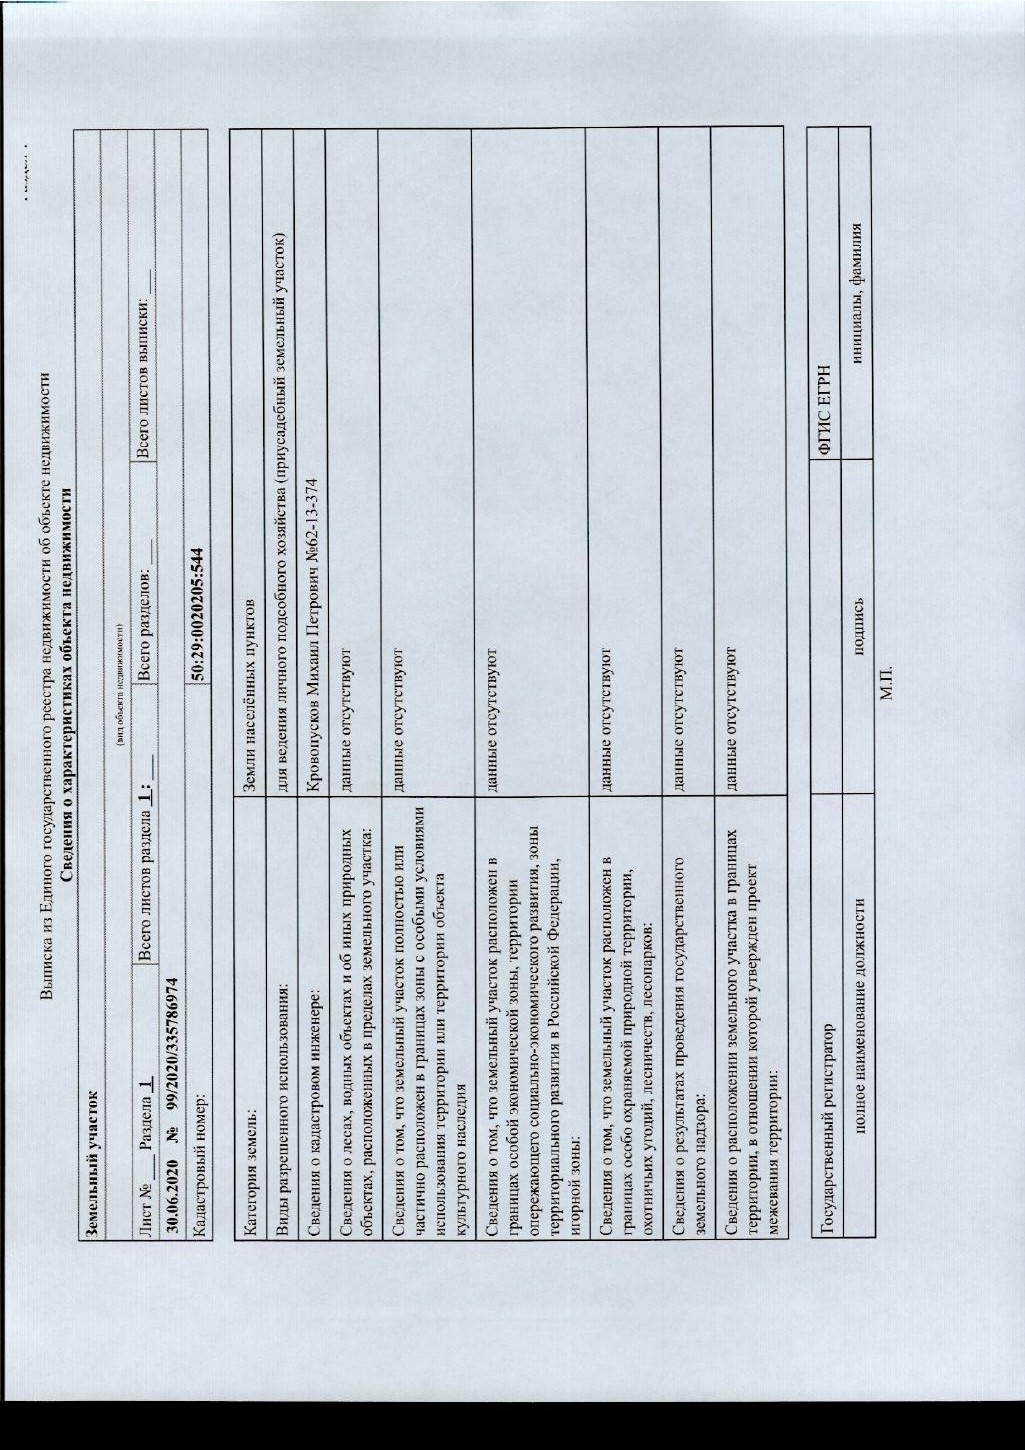 Выписка из Единого государственного реестра недвижимости об объекте недвижимости
Сведения о характеристиках объекта недвижимости
Земельный участок
(вид объекта недвижимости)
Лист № ___ Раздела 1 Всего листов раздела 1 : ___ Всего разделов: ___ Всего листов выписки: ___
30.06.2020 № 99/2020/335786974
Кадастровый номер: 50:29:0020205:544
Категория земель: Земли населённых пунктов
Виды разрешенного использования: для ведения личного подсобного хозяйства (приусадебный земельный участок)
Сведения о кадастровом инженере: Кровопусков Михаил Петрович №62-13-374
Сведения о лесах, водных объектах и об иных природных
объектах, расположенных в пределах земельного участка:
данные отсутствуют
Сведения о том, что земельный участок полностью или
частично расположен в границах зоны с особыми условиями
использования территории или территории объекта
культурного наследия
данные отсутствуют
Сведения о том, что земельный участок расположен в
границах особой экономической зоны, территории
опережающего социально-экономического развития, зоны
территориального развития в Российской Федерации,
игорной зоны:
данные отсутствуют
Сведения о том, что земельный участок расположен в
границах особо охраняемой природной территории,
охотничьих угодий, лесничеств, лесопарков:
данные отсутствуют
Сведения о результатах проведения государственного
земельного надзора:
данные отсутствуют
Сведения о расположении земельного участка в границах
территории, в отношении которой утвержден проект
межевания территории:
данные отсутствуют
Государственный регистратор ФГИС ЕГРН
полное наименование должности подпись инициалы, фамилия
М.П.